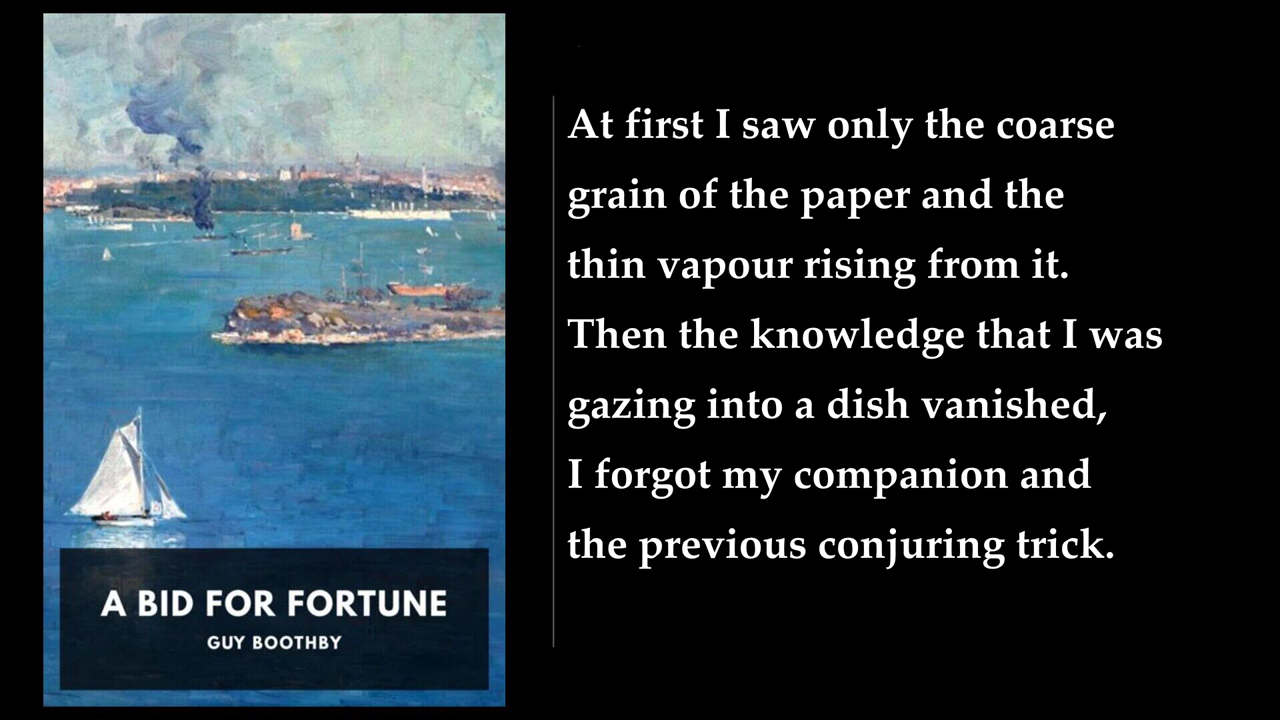 At first I saw only the coarse
grain of the paper and the
thin vapour rising from it.
Then the knowledge that I was
gazing into a dish vanished,
I forgot my companion and
the previous conjuring trick.
A BID FOR FORTUNE
GUY BOOTHBY